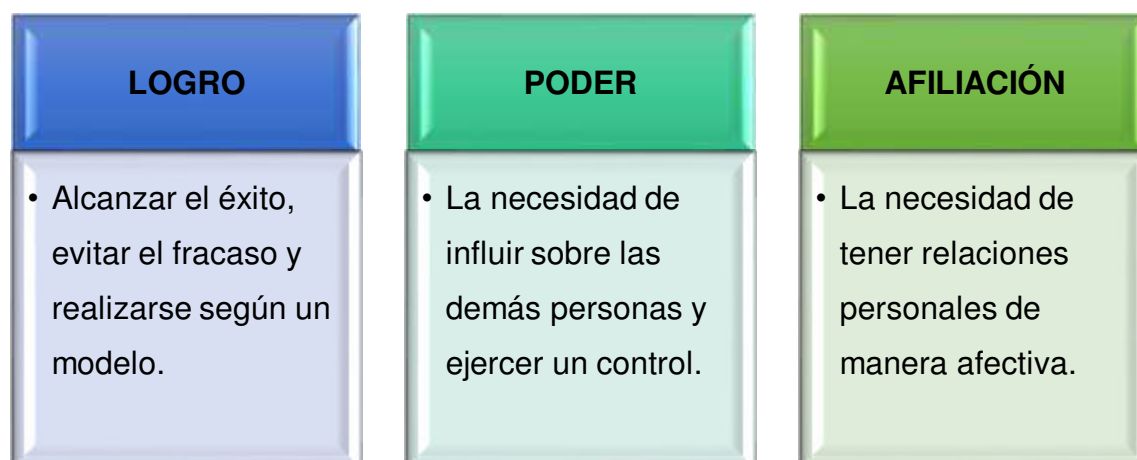 LOGRO
• Alcanzar el éxito,
evitar el fracaso y
realizarse según un
modelo.
PODER
• La necesidad de
influir sobre las
demás personas y
ejercer un control.
AFILIACIÓN
• La necesidad de
tener relaciones
personales de
manera afectiva.